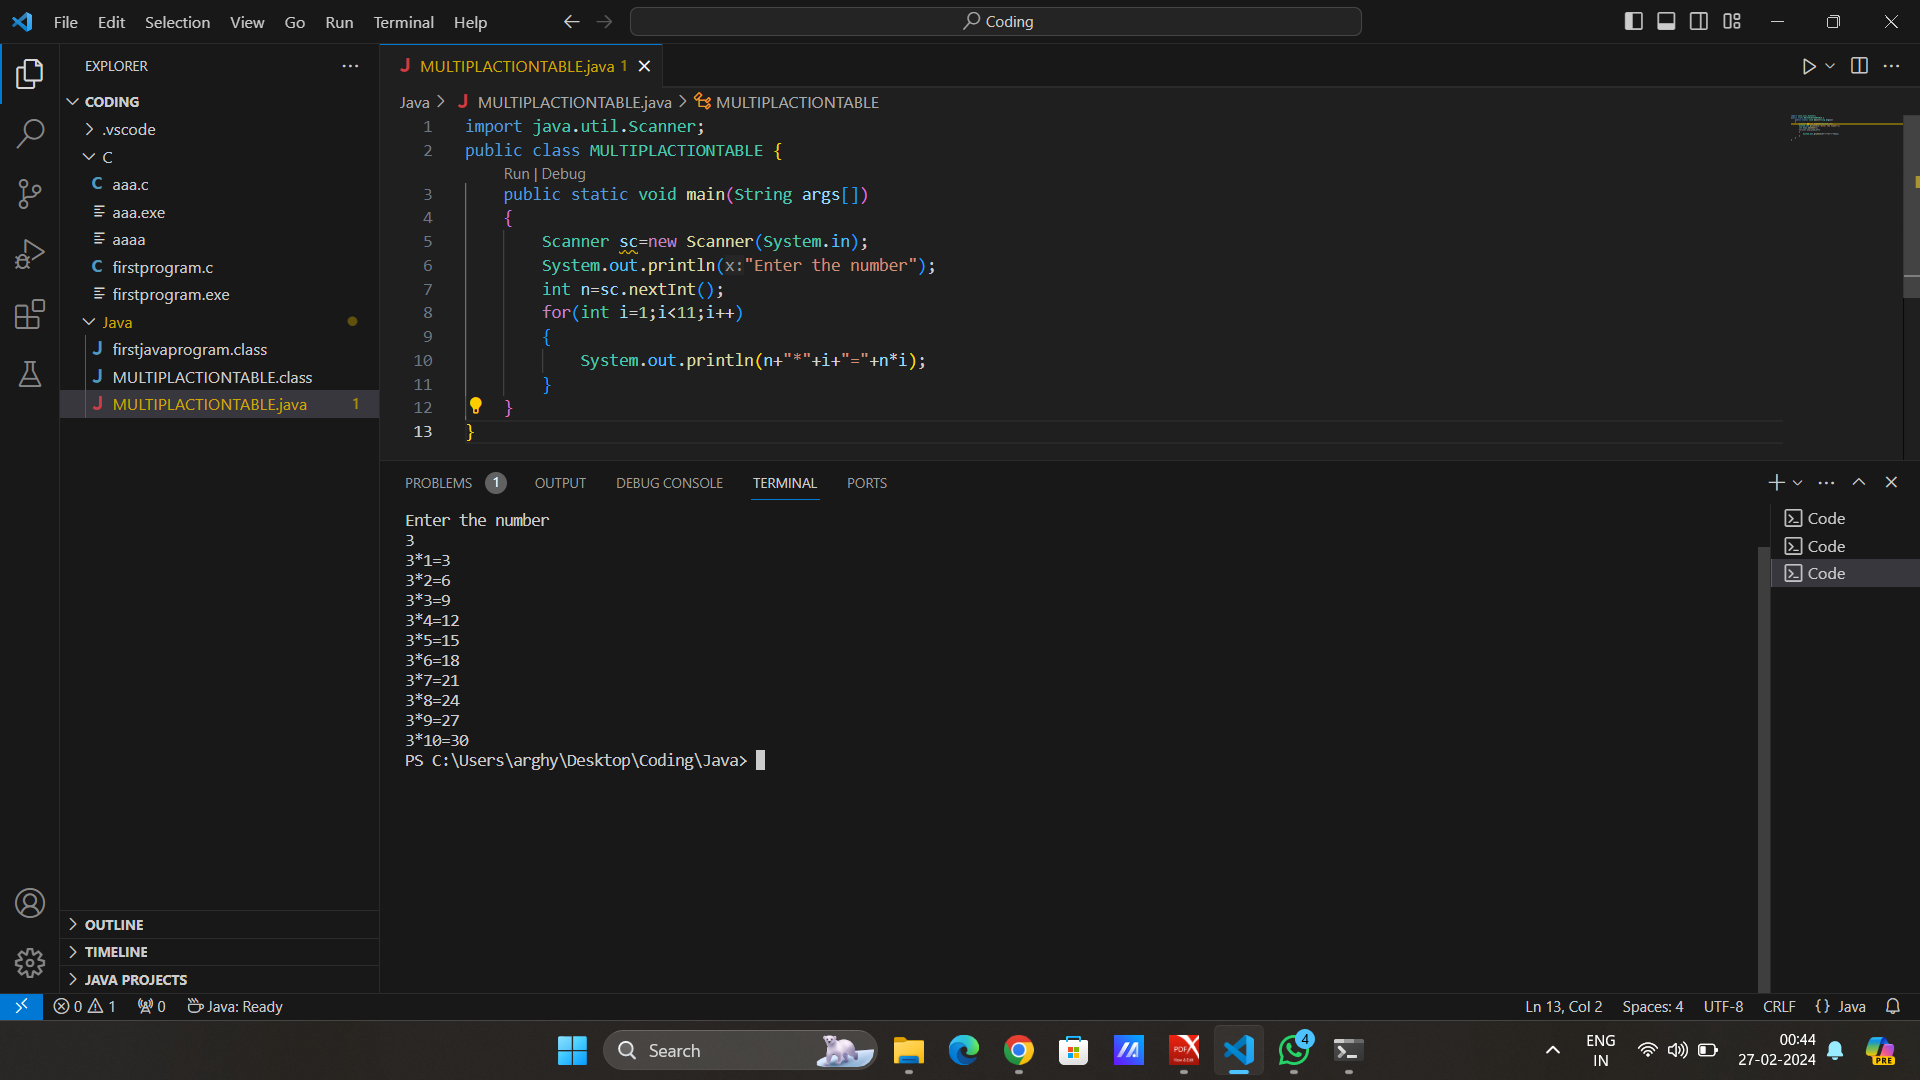 File Edit Selection View Go Run Terminal Help
Coding
EXPLORER
CODING
.vscode
C
C aaa.c
aaa.exe
aaaa
C firstprogram.c
firstprogram.exe
Java
J firstjavaprogram.class
J MULTIPLACTIONTABLE.class
J MULTIPLACTIONTABLE.java 1
OUTLINE
TIMELINE
JAVA PROJECTS
J MULTIPLACTIONTABLE.java 1
Java > J MULTIPLACTIONTABLE.java > MULTIPLACTIONTABLE
1 import java.util.Scanner;
2 public class MULTIPLACTIONTABLE {
Run | Debug
3 public static void main(String args[])
4 {
5 Scanner sc=new Scanner(System.in);
6 System.out.println(x:"Enter the number");
7 int n=sc.nextInt();
8 for(int i=1;i<11;i++)
9 {
10 System.out.println(n+"*"+i+"="+n*i);
11 }
12 }
13 }
PROBLEMS 1 OUTPUT DEBUG CONSOLE TERMINAL PORTS
Enter the number
3
3*1=3
3*2=6
3*3=9
3*4=12
3*5=15
3*6=18
3*7=21
3*8=24
3*9=27
3*10=30
PS C:\Users\arghy\Desktop\Coding\Java>
Code
Code
Code
0 1 0 Java: Ready
Ln 13, Col 2 Spaces: 4 UTF-8 CRLF {} Java
Search
4
ENG
IN
00:44
27-02-2024
PRE